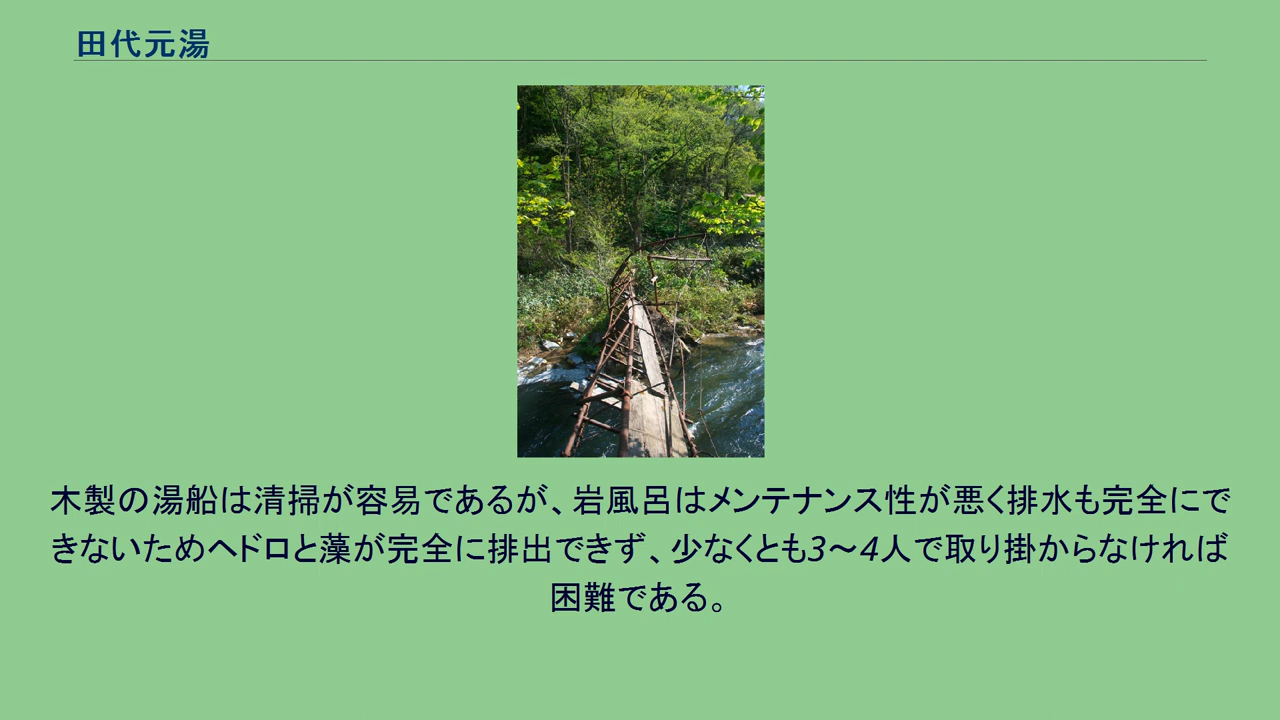 田代元湯
木製の湯船は清掃が容易であるが、岩風呂はメンテナンス性が悪く排水も完全にで
きないためヘドロと藻が完全に排出できず、少なくとも3～4人で取り掛からなければ
困難である。